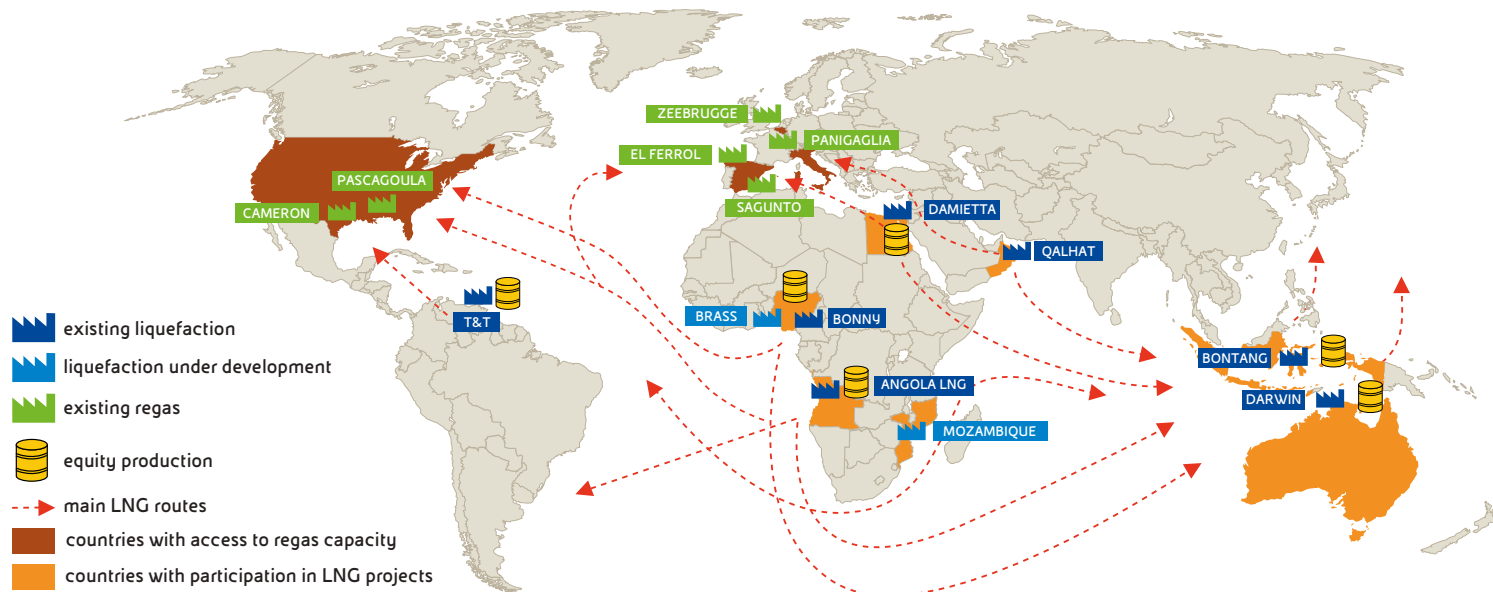 ZEEBRUGGE
PANIGAGLIA
EL FERROL
PASCAGOULA
SAGUNTO
CAMERON
DAMIETTA
QALHAT
T&T
BRASS
BONNY
BONTANG
ANGOLA LNG
DARWIN
MOZAMBIQUE
existing liquefaction
liquefaction under development
existing regas
equity production
main LNG routes
countries with access to regas capacity
countries with participation in LNG projects